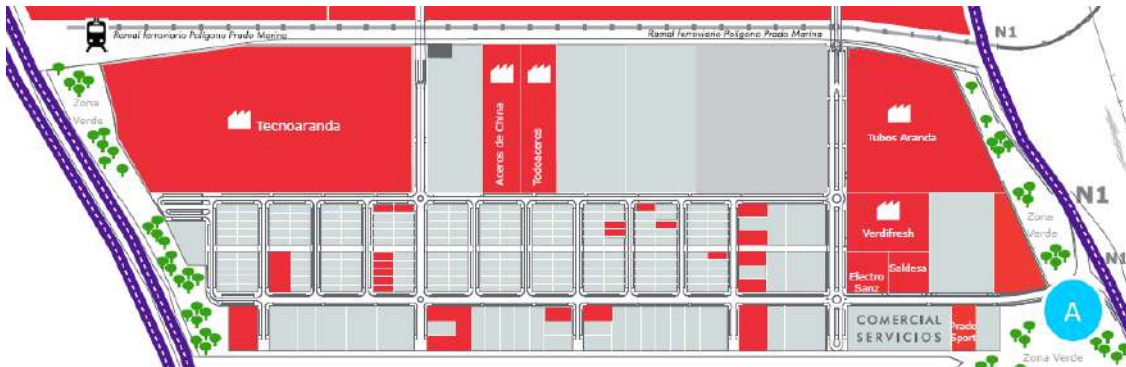 N1
Ramal ferroviario Polígono Prado Marina
Ramal ferroviario Polígono Prado Marina
Zona
Verde
Tecnoaranda
Aceros de China
Todoaceros
Tubos Aranda
N1
Zona
Verde
Verdifresh
Electro
Sanz
Soldesa
N1
COMERCIAL
SERVICIOS
Prado
Sport
A
Zona Verde